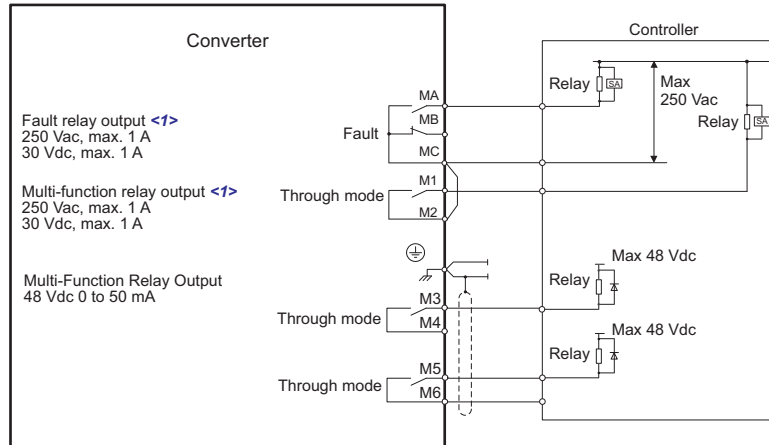 Converter
Controller
Fault relay output <1>
250 Vac, max. 1 A
30 Vdc, max. 1 A
Multi-function relay output <1>
250 Vac, max. 1 A
30 Vdc, max. 1 A
Multi-Function Relay Output
48 Vdc 0 to 50 mA
Fault
MA
MB
MC
Through mode
M1
M2
Through mode
M3
M4
Through mode
M5
M6
Relay
SA
Max
250 Vac
Relay
SA
Max 48 Vdc
Relay
Max 48 Vdc
Relay